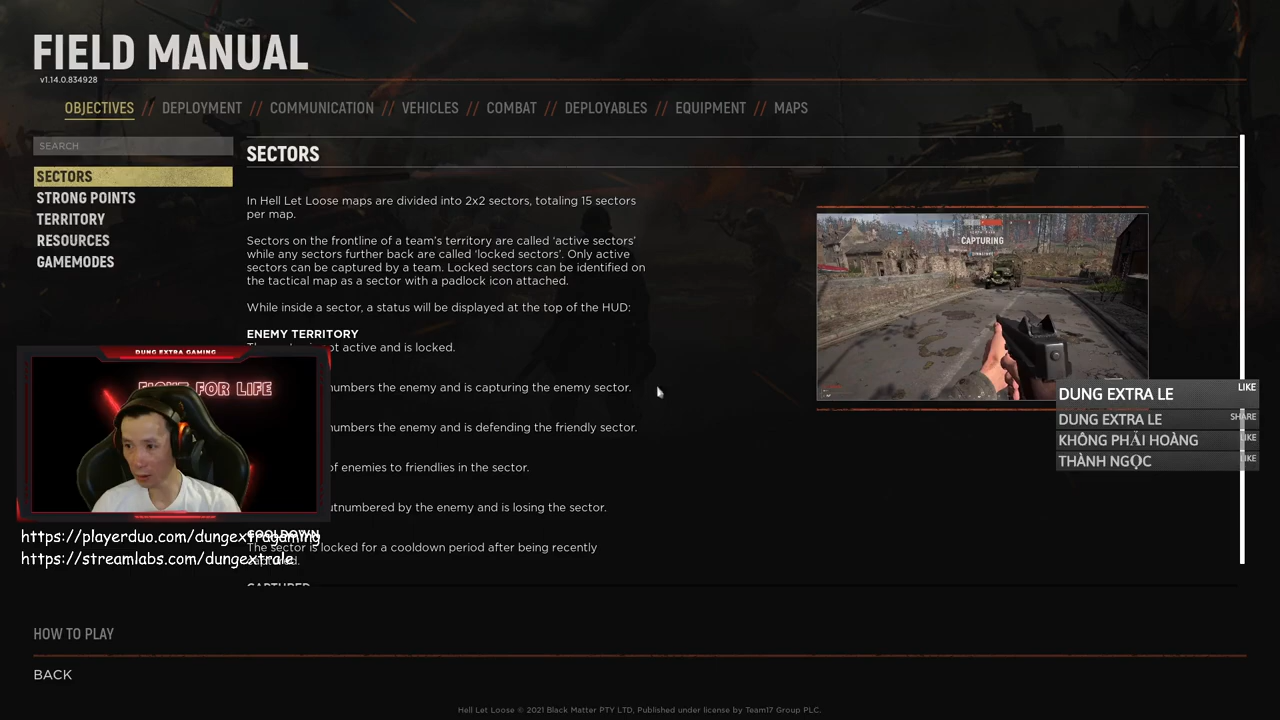 FIELD MANUAL
v1.14.0.834928
OBJECTIVES // DEPLOYMENT // COMMUNICATION // VEHICLES // COMBAT // DEPLOYABLES // EQUIPMENT // MAPS
SEARCH
SECTORS
STRONG POINTS
TERRITORY
RESOURCES
GAMEMODES
SECTORS
In Hell Let Loose maps are divided into 2x2 sectors, totaling 15 sectors
per map.
Sectors on the frontline of a team's territory are called 'active sectors'
while any sectors further back are called 'locked sectors'. Only active
sectors can be captured by a team. Locked sectors can be identified on
the tactical map as a sector with a padlock icon attached.
While inside a sector, a status will be displayed at the top of the HUD:
ENEMY TERRITORY
active and is locked.
numbers the enemy and is capturing the enemy sector.
numbers the enemy and is defending the friendly sector.
of enemies to friendlies in the sector.
utnumbered by the enemy and is losing the sector.
COOLDOWN
The sector is locked for a cooldown period after being recently
captured.
CAPTURED
CAPTURING
DUNG EXTRA LE LIKE
DUNG EXTRA LE SHARE
KHÔNG PHẢI HOÀNG LIKE
THÀNH NGỌC LIKE
DUNG EXTRA GAMING
FIGHT FOR LIFE
https://playerduo.com/dungextragaming
https://streamlabs.com/dungextrale
HOW TO PLAY
BACK
Hell Let Loose © 2021 Black Matter PTY LTD, Published under license by Team17 Group PLC.